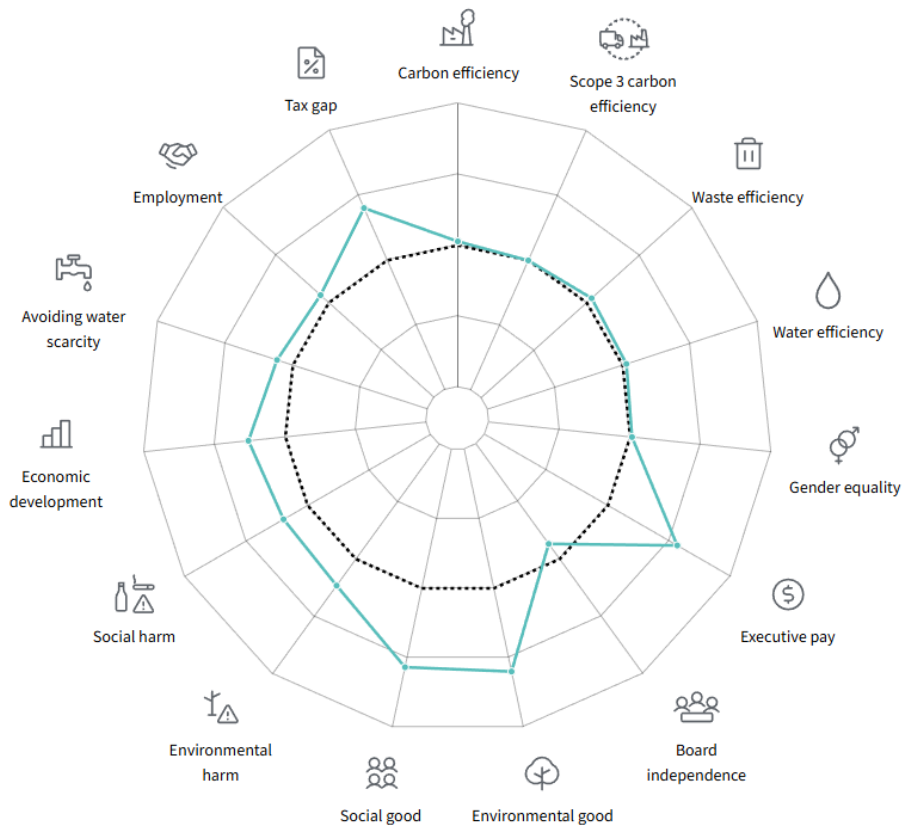 Carbon efficiency
Scope 3 carbon
efficiency
Waste efficiency
Water efficiency
Gender equality
Executive pay
Board
independence
Environmental good
Social good
Environmental
harm
Social harm
Economic
development
Avoiding water
scarcity
Employment
Tax gap